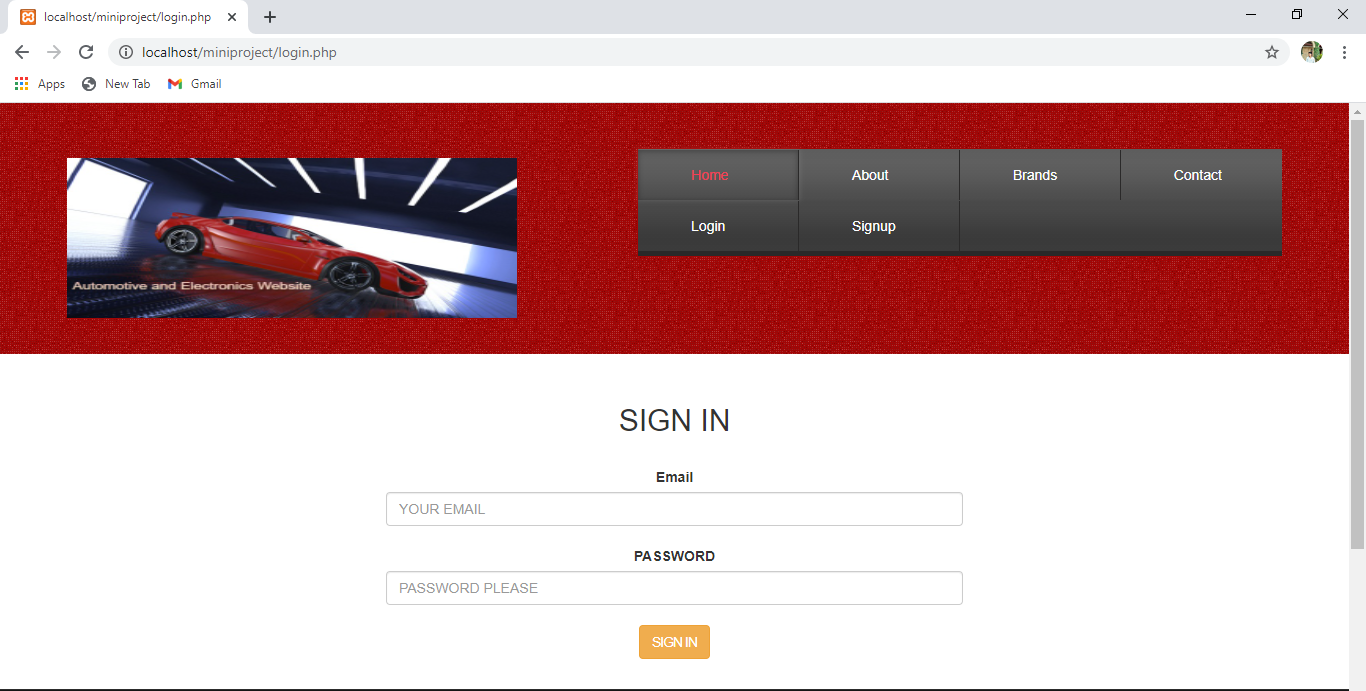 localhost/miniproject/login.php
localhost/miniproject/login.php
Apps New Tab Gmail
Home About Brands Contact
Login Signup
Automotive and Electronics Website
SIGN IN
Email
YOUR EMAIL
PASSWORD
PASSWORD PLEASE
SIGN IN